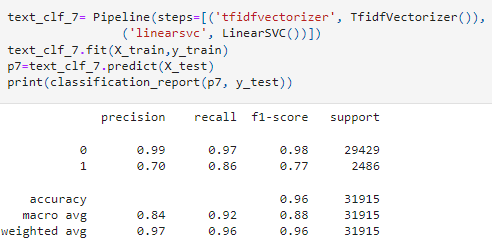 text_clf_7= Pipeline(steps=[('tfidfvectorizer', TfidfVectorizer()),
('linearsvc', LinearSVC())])
text_clf_7.fit(X_train,y_train)
p7=text_clf_7.predict(X_test)
print(classification_report(p7, y_test))
precision recall f1-score support
0 0.99 0.97 0.98 29429
1 0.70 0.86 0.77 2486
accuracy 0.96 31915
macro avg 0.84 0.92 0.88 31915
weighted avg 0.97 0.96 0.96 31915